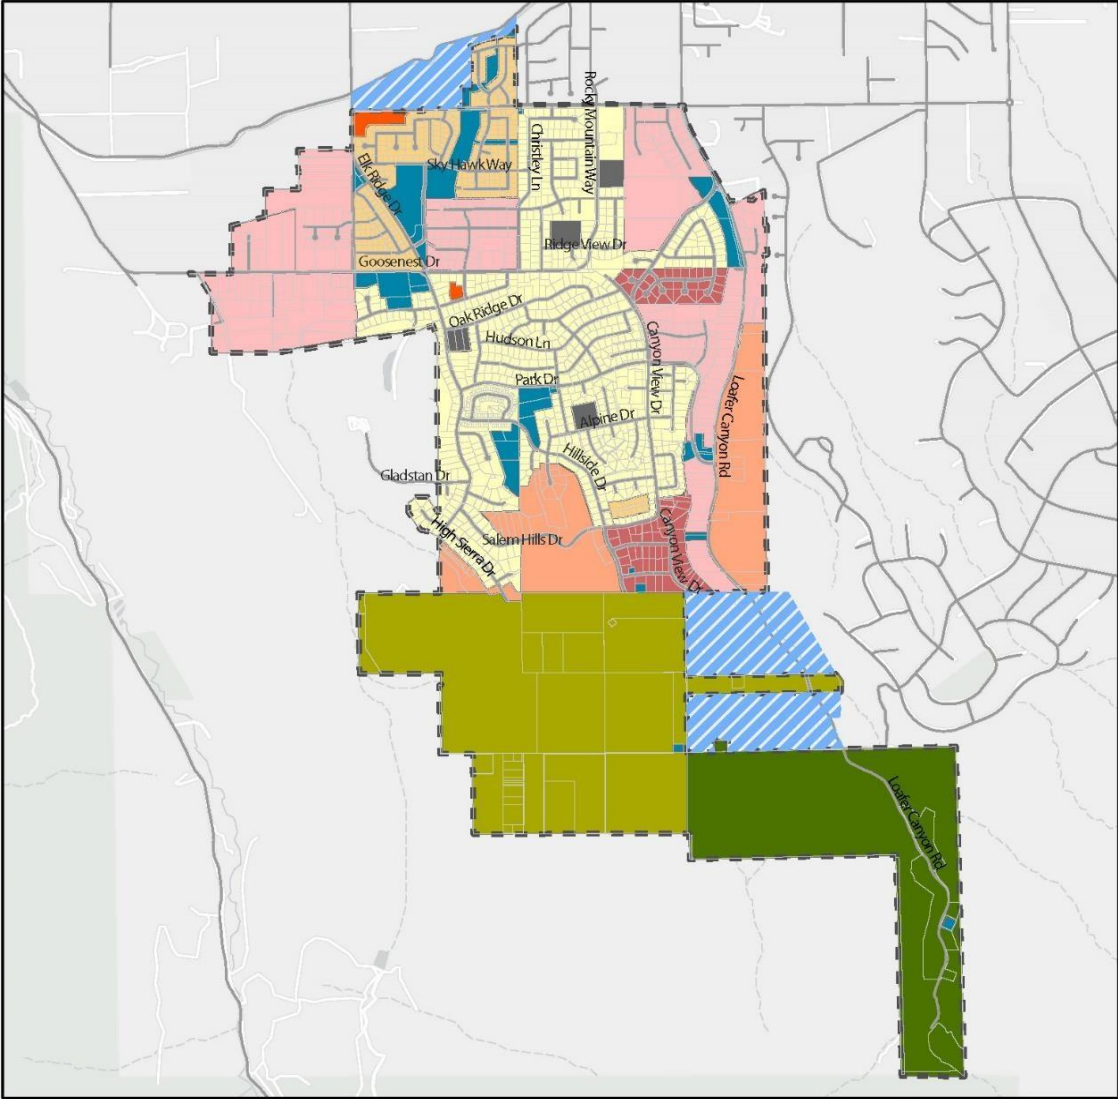 Rocky Mountain Way
Christley Ln
Sky Hawk Way
Elk Ridge Dr
Ridge View Dr
Goosenest Dr
Oak Ridge Dr
Hudson Ln
Canyon View Dr
Park Dr
Loafer Canyon Rd
Alpine Dr
Hillside Dr
Gladstan Dr
High Sierra Dr
Salem Hills Dr
Canyon View Dr
Loafer Canyon Rd